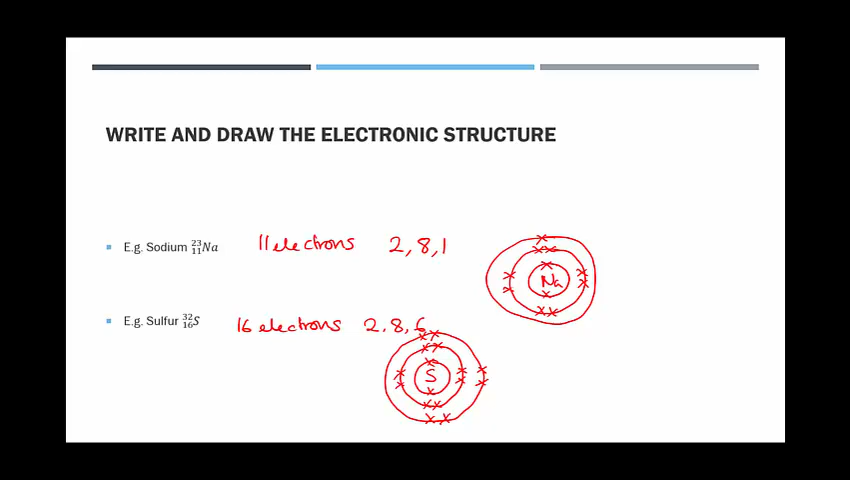 WRITE AND DRAW THE ELECTRONIC STRUCTURE
E.g. Sodium ²³₁₁Na 11 electrons 2,8,1
Na
E.g. Sulfur ³²₁₆S 16 electrons 2.8,6
S